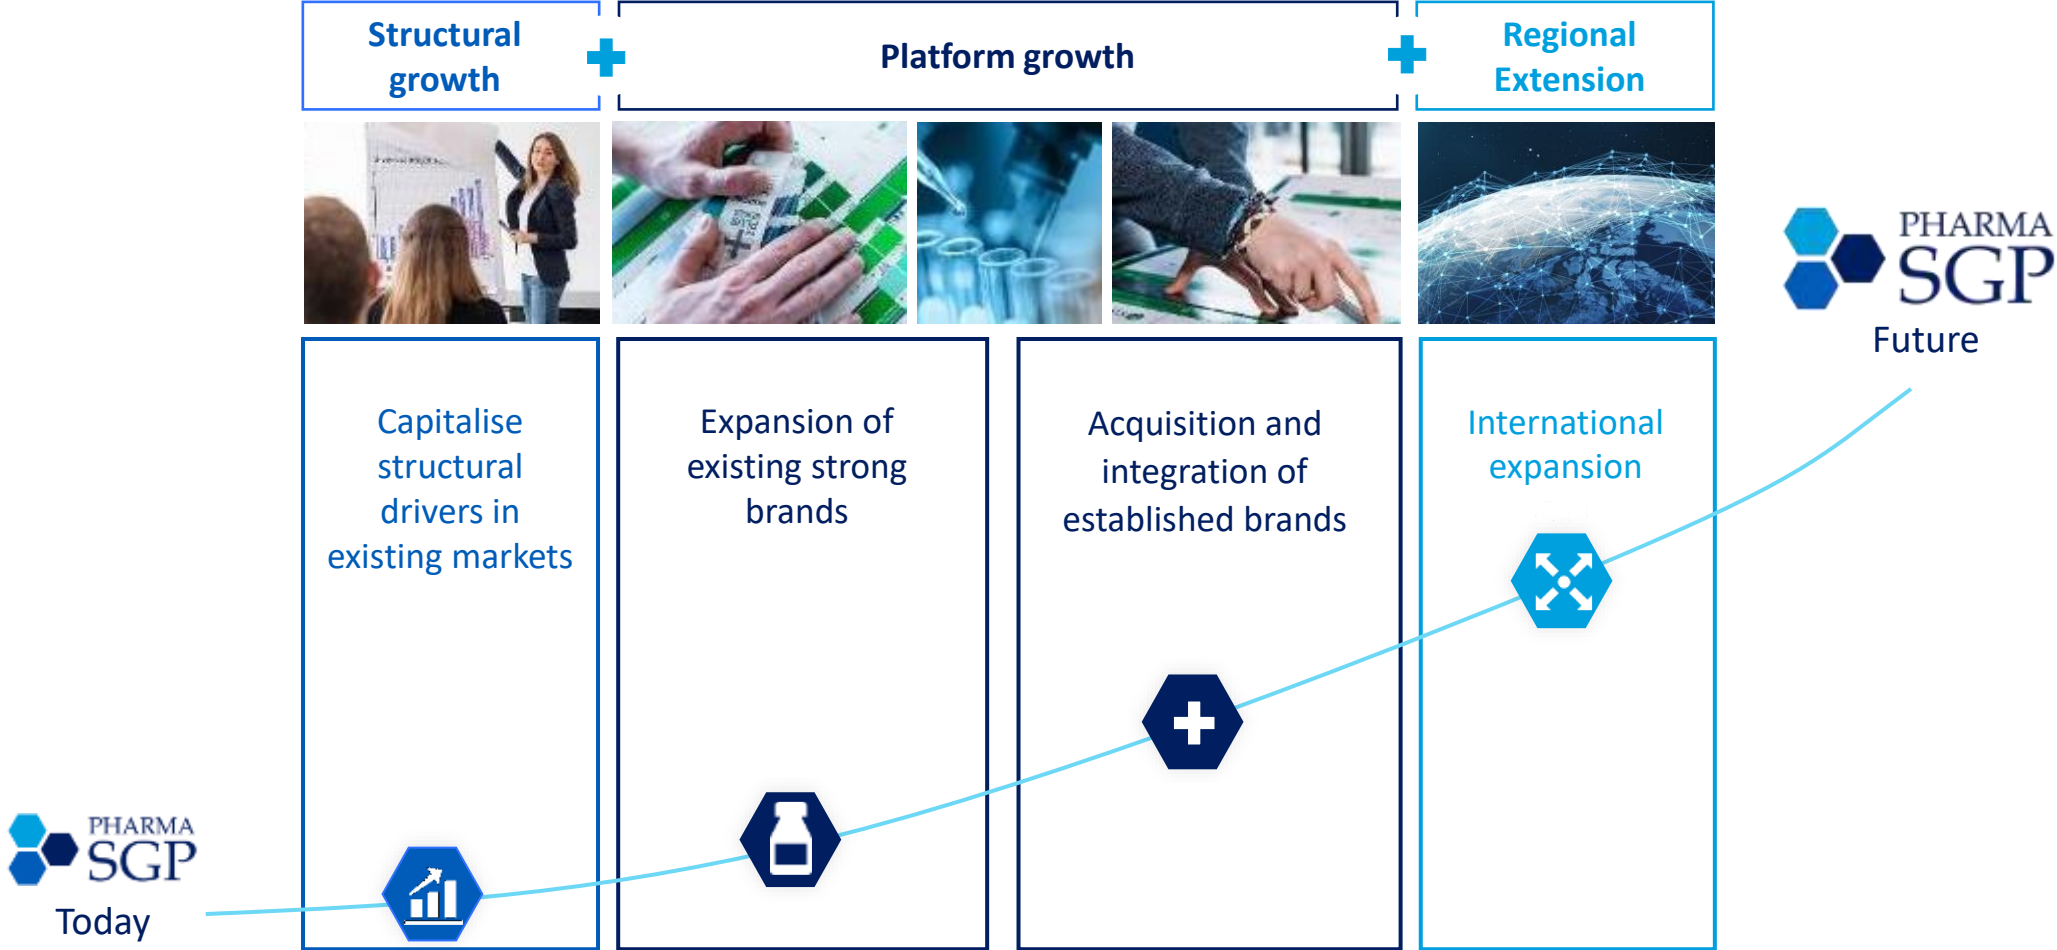 Structural
growth
Platform growth
Regional
Extension
PHARMA
SGP
Future
Capitalise
structural
drivers in
existing markets
Expansion of
existing strong
brands
Acquisition and
integration of
established brands
International
expansion
PHARMA
SGP
Today